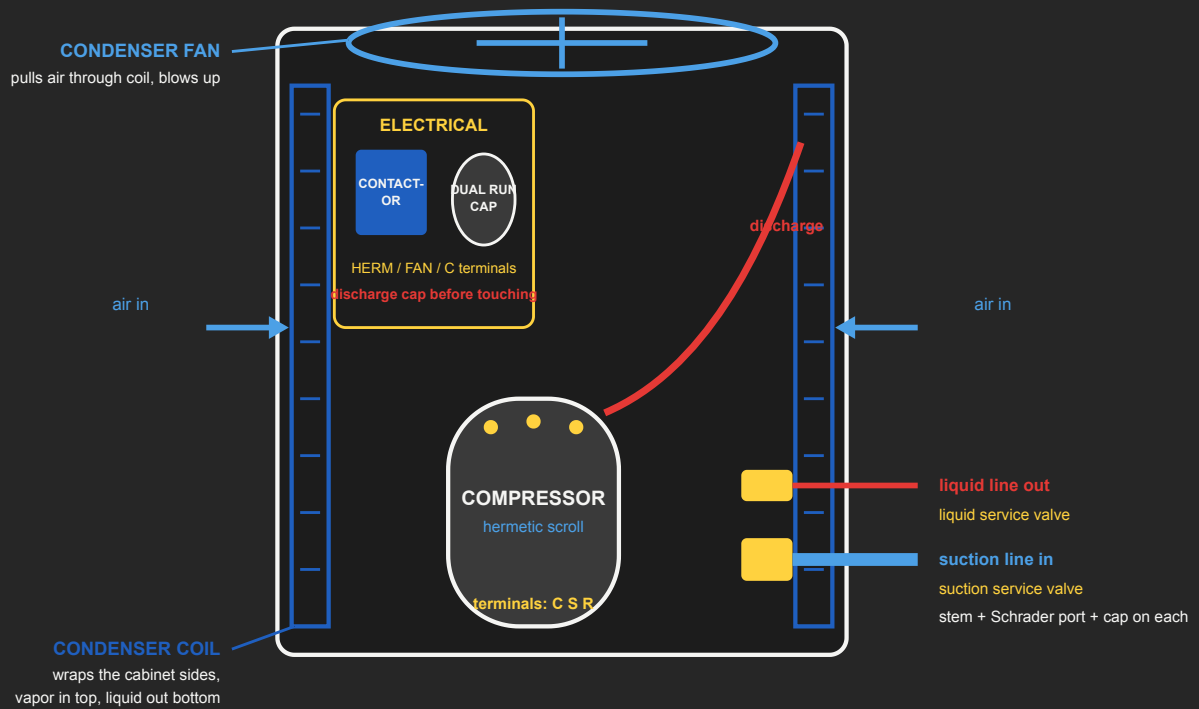 CONDENSER FAN
pulls air through coil, blows up
ELECTRICAL
CONTACT-
OR
DUAL RUN
CAP
HERM / FAN / C terminals
discharge cap before touching
discharge
air in
air in
COMPRESSOR
hermetic scroll
terminals: C S R
liquid line out
liquid service valve
suction line in
suction service valve
stem + Schrader port + cap on each
CONDENSER COIL
wraps the cabinet sides,
vapor in top, liquid out bottom